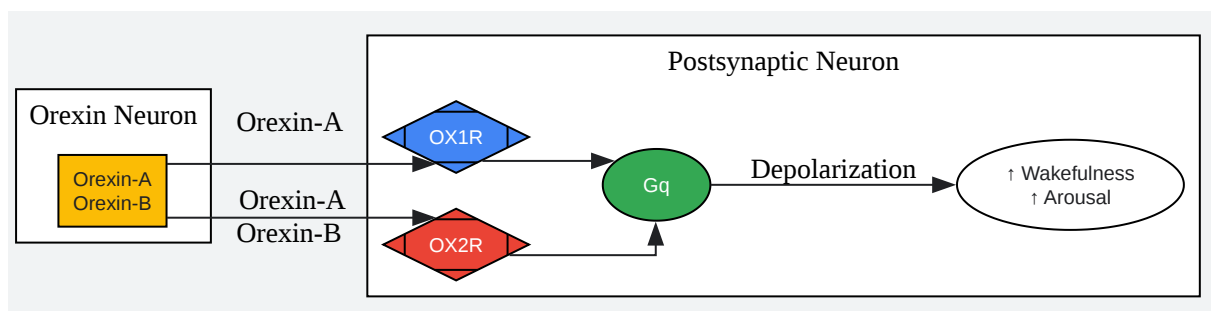 Postsynaptic Neuron
Orexin Neuron
Orexin-A
OX1R
Orexin-A
Orexin-B
Gq
Depolarization
↑ Wakefulness
↑ Arousal
Orexin-A
Orexin-B
OX2R